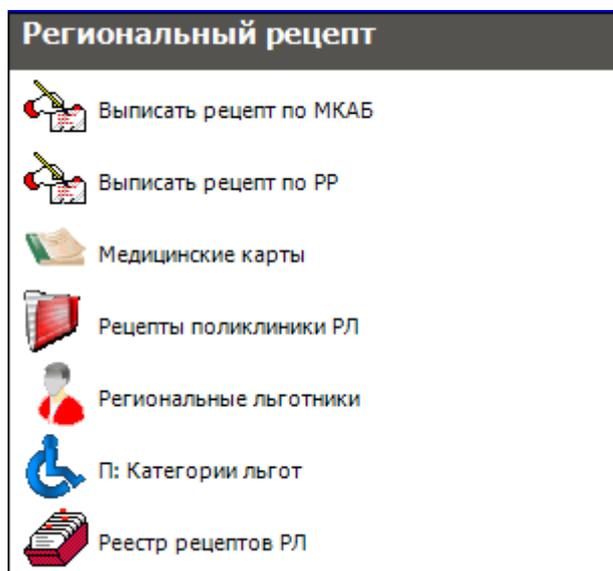 Региональный рецепт
Выписать рецепт по МКАБ
Выписать рецепт по РР
Медицинские карты
Рецепты поликлиники РЛ
Региональные льготники
П: Категории льгот
Реестр рецептов РЛ